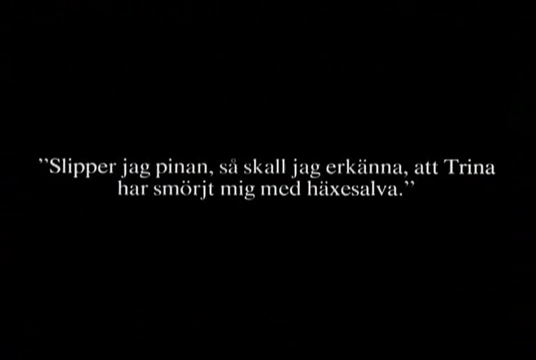 ”Slipper jag pinan, så skall jag erkänna, att Trina
har smörjt mig med häxesalva.”